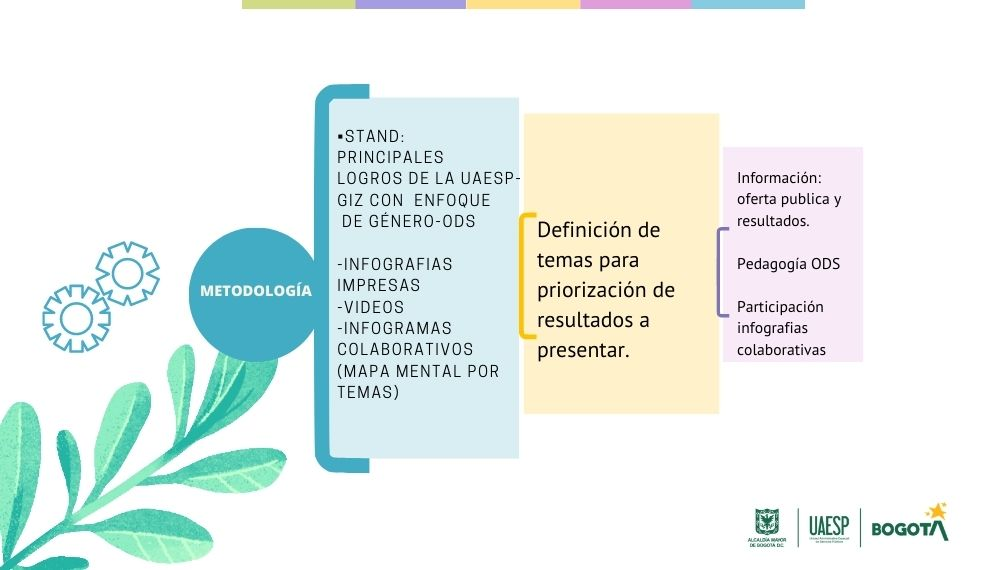 METODOLOGÍA
▪STAND:
PRINCIPALES
LOGROS DE LA UAESP-
GIZ CON ENFOQUE
DE GÉNERO-ODS
-INFOGRAFIAS
IMPRESAS
-VIDEOS
-INFOGRAMAS
COLABORATIVOS
(MAPA MENTAL POR
TEMAS)
Definición de
temas para
priorización de
resultados a
presentar.
Información:
oferta publica y
resultados.
Pedagogía ODS
Participación
infografias
colaborativas
ALCALDÍA MAYOR
DE BOGOTÁ D.C.
UAESP
BOGOTA